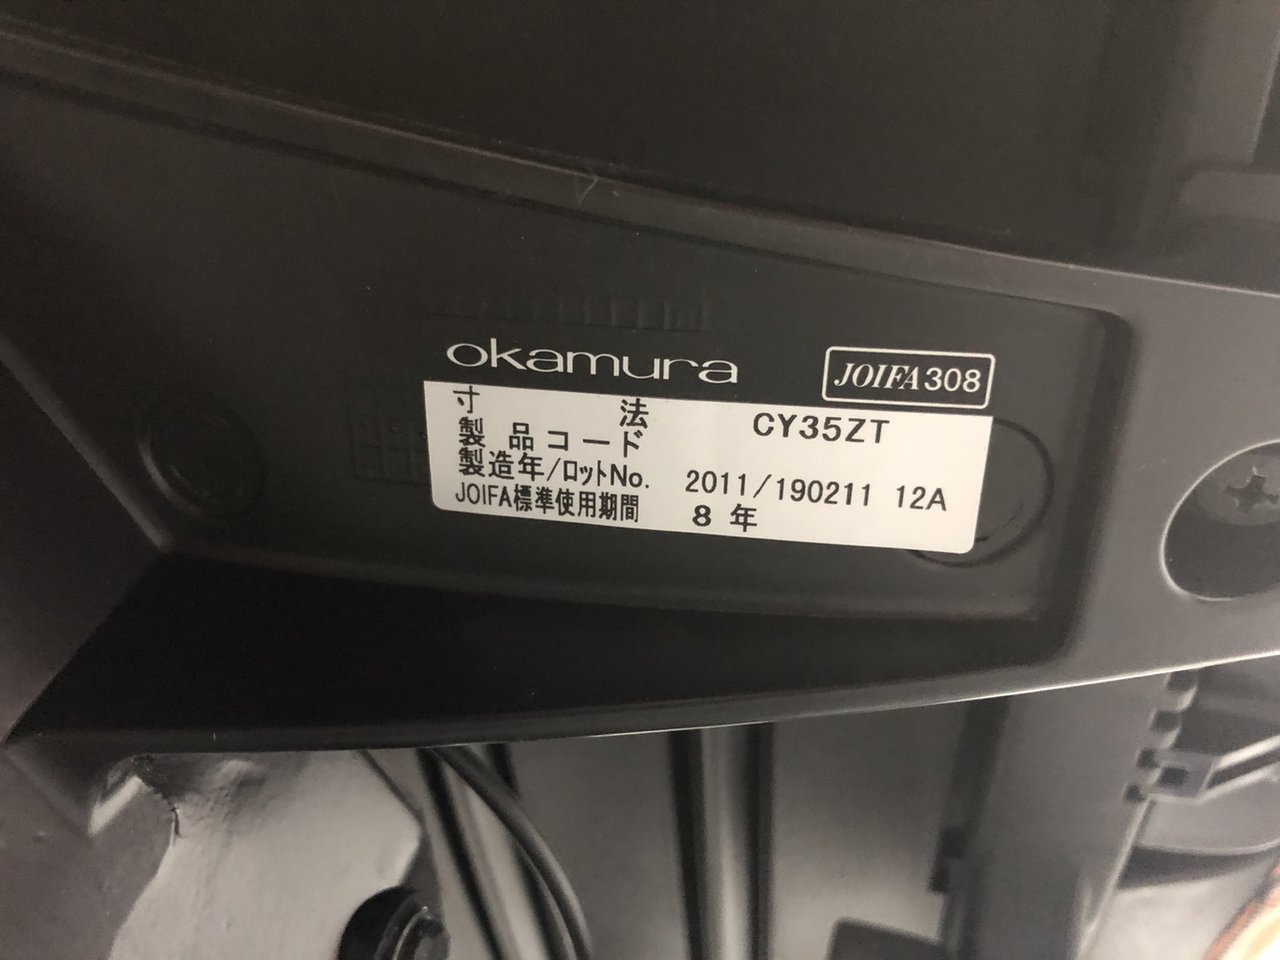 okamura JOIFA308
寸法
製品コード CY35ZT
製造年/ロットNo. 2011/190211 12A
JOIFA標準使用期間 8 年